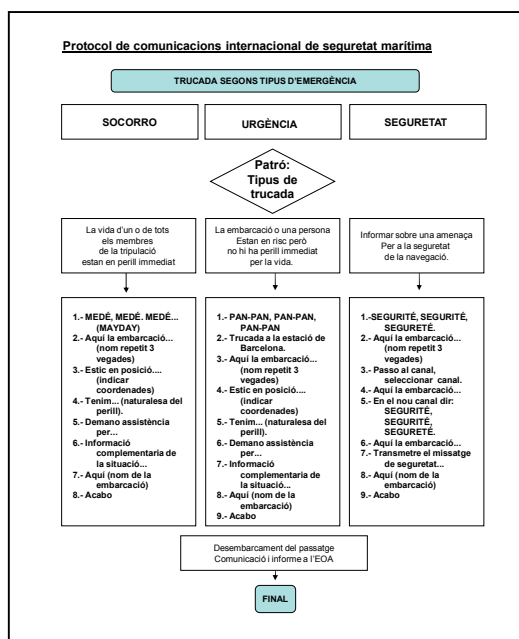 Protocol de comunicacions internacional de seguretat marítima
TRUCADA SEGONS TIPUS D'EMERGÈNCIA
SOCORRO
URGÈNCIA
SEGURETAT
Patró:
Tipus de
trucada
La vida d'un o de tots
els membres
de la tripulació
estan en perill immediat
La embarcació o una persona
Estan en risc però
no hi ha perill immediat
per la vida.
Informar sobre una amenaça
Per a la seguretat
de la navegació.
1.- MEDÉ, MEDÉ. MEDÉ...
(MAYDAY)
2.- Aquí la embarcació...
(nom repetit 3
vegades)
3.- Estic en posició....
(indicar
coordenades)
4.- Tenim... (naturalesa del
perill).
5.- Demano assistència
per...
6.- Informació
complementaria de
la situació...
7.- Aquí (nom de la
embarcació)
8.- Acabo
1.- PAN-PAN, PAN-PAN,
PAN-PAN
2.- Trucada a la estació de
Barcelona.
3.- Aquí la embarcació...
(nom repetit 3
vegades)
4.- Estic en posició....
(indicar
coordenades)
5.- Tenim... (naturalesa del
perill).
6.- Demano assistència
per...
7.- Informació
complementaria de
la situació...
8.- Aquí (nom de la
embarcació)
9.- Acabo
1.-SEGURITÉ, SEGURITÉ,
SEGURETÉ.
2.- Aquí la embarcació...
(nom repetit 3
vegades)
3.- Passo al canal,
seleccionar canal.
4.- Aquí la embarcació...
5.- En el nou canal dir:
SEGURITÉ,
SEGURITÉ,
SEGURETÉ.
6.- Aquí la embarcació...
7.- Transmetre el missatge
de seguretat...
8.- Aquí (nom de la
embarcació)
9.- Acabo
Desembarcament del passatge
Comunicació i informe a l'EOA
FINAL